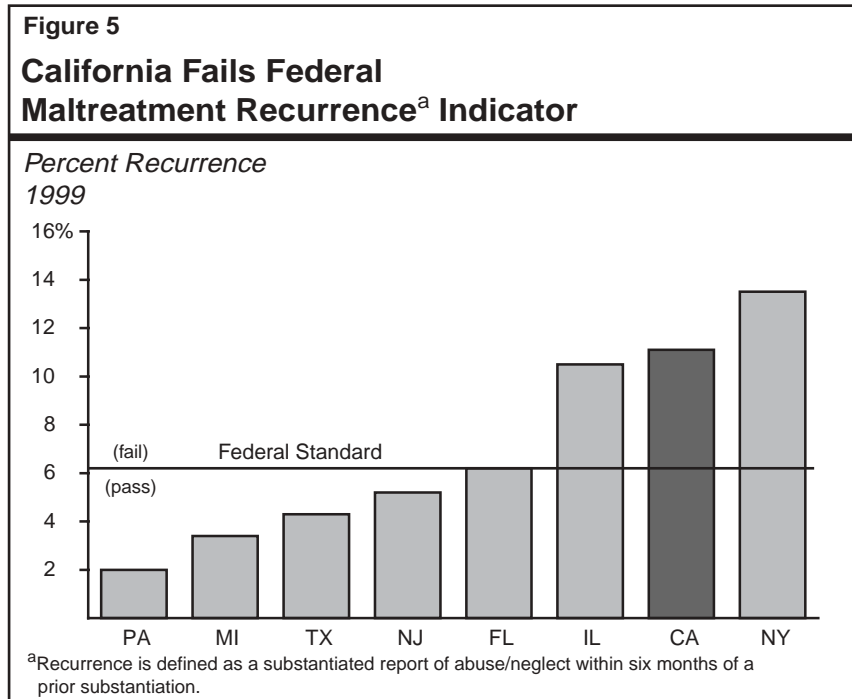 Figure 5
California Fails Federal
Maltreatment Recurrenceᵃ Indicator
Percent Recurrence
1999
16%
14
12
10
8
(fail) Federal Standard
6
(pass)
4
2
PA MI TX NJ FL IL CA NY
ᵃRecurrence is defined as a substantiated report of abuse/neglect within six months of a
prior substantiation.